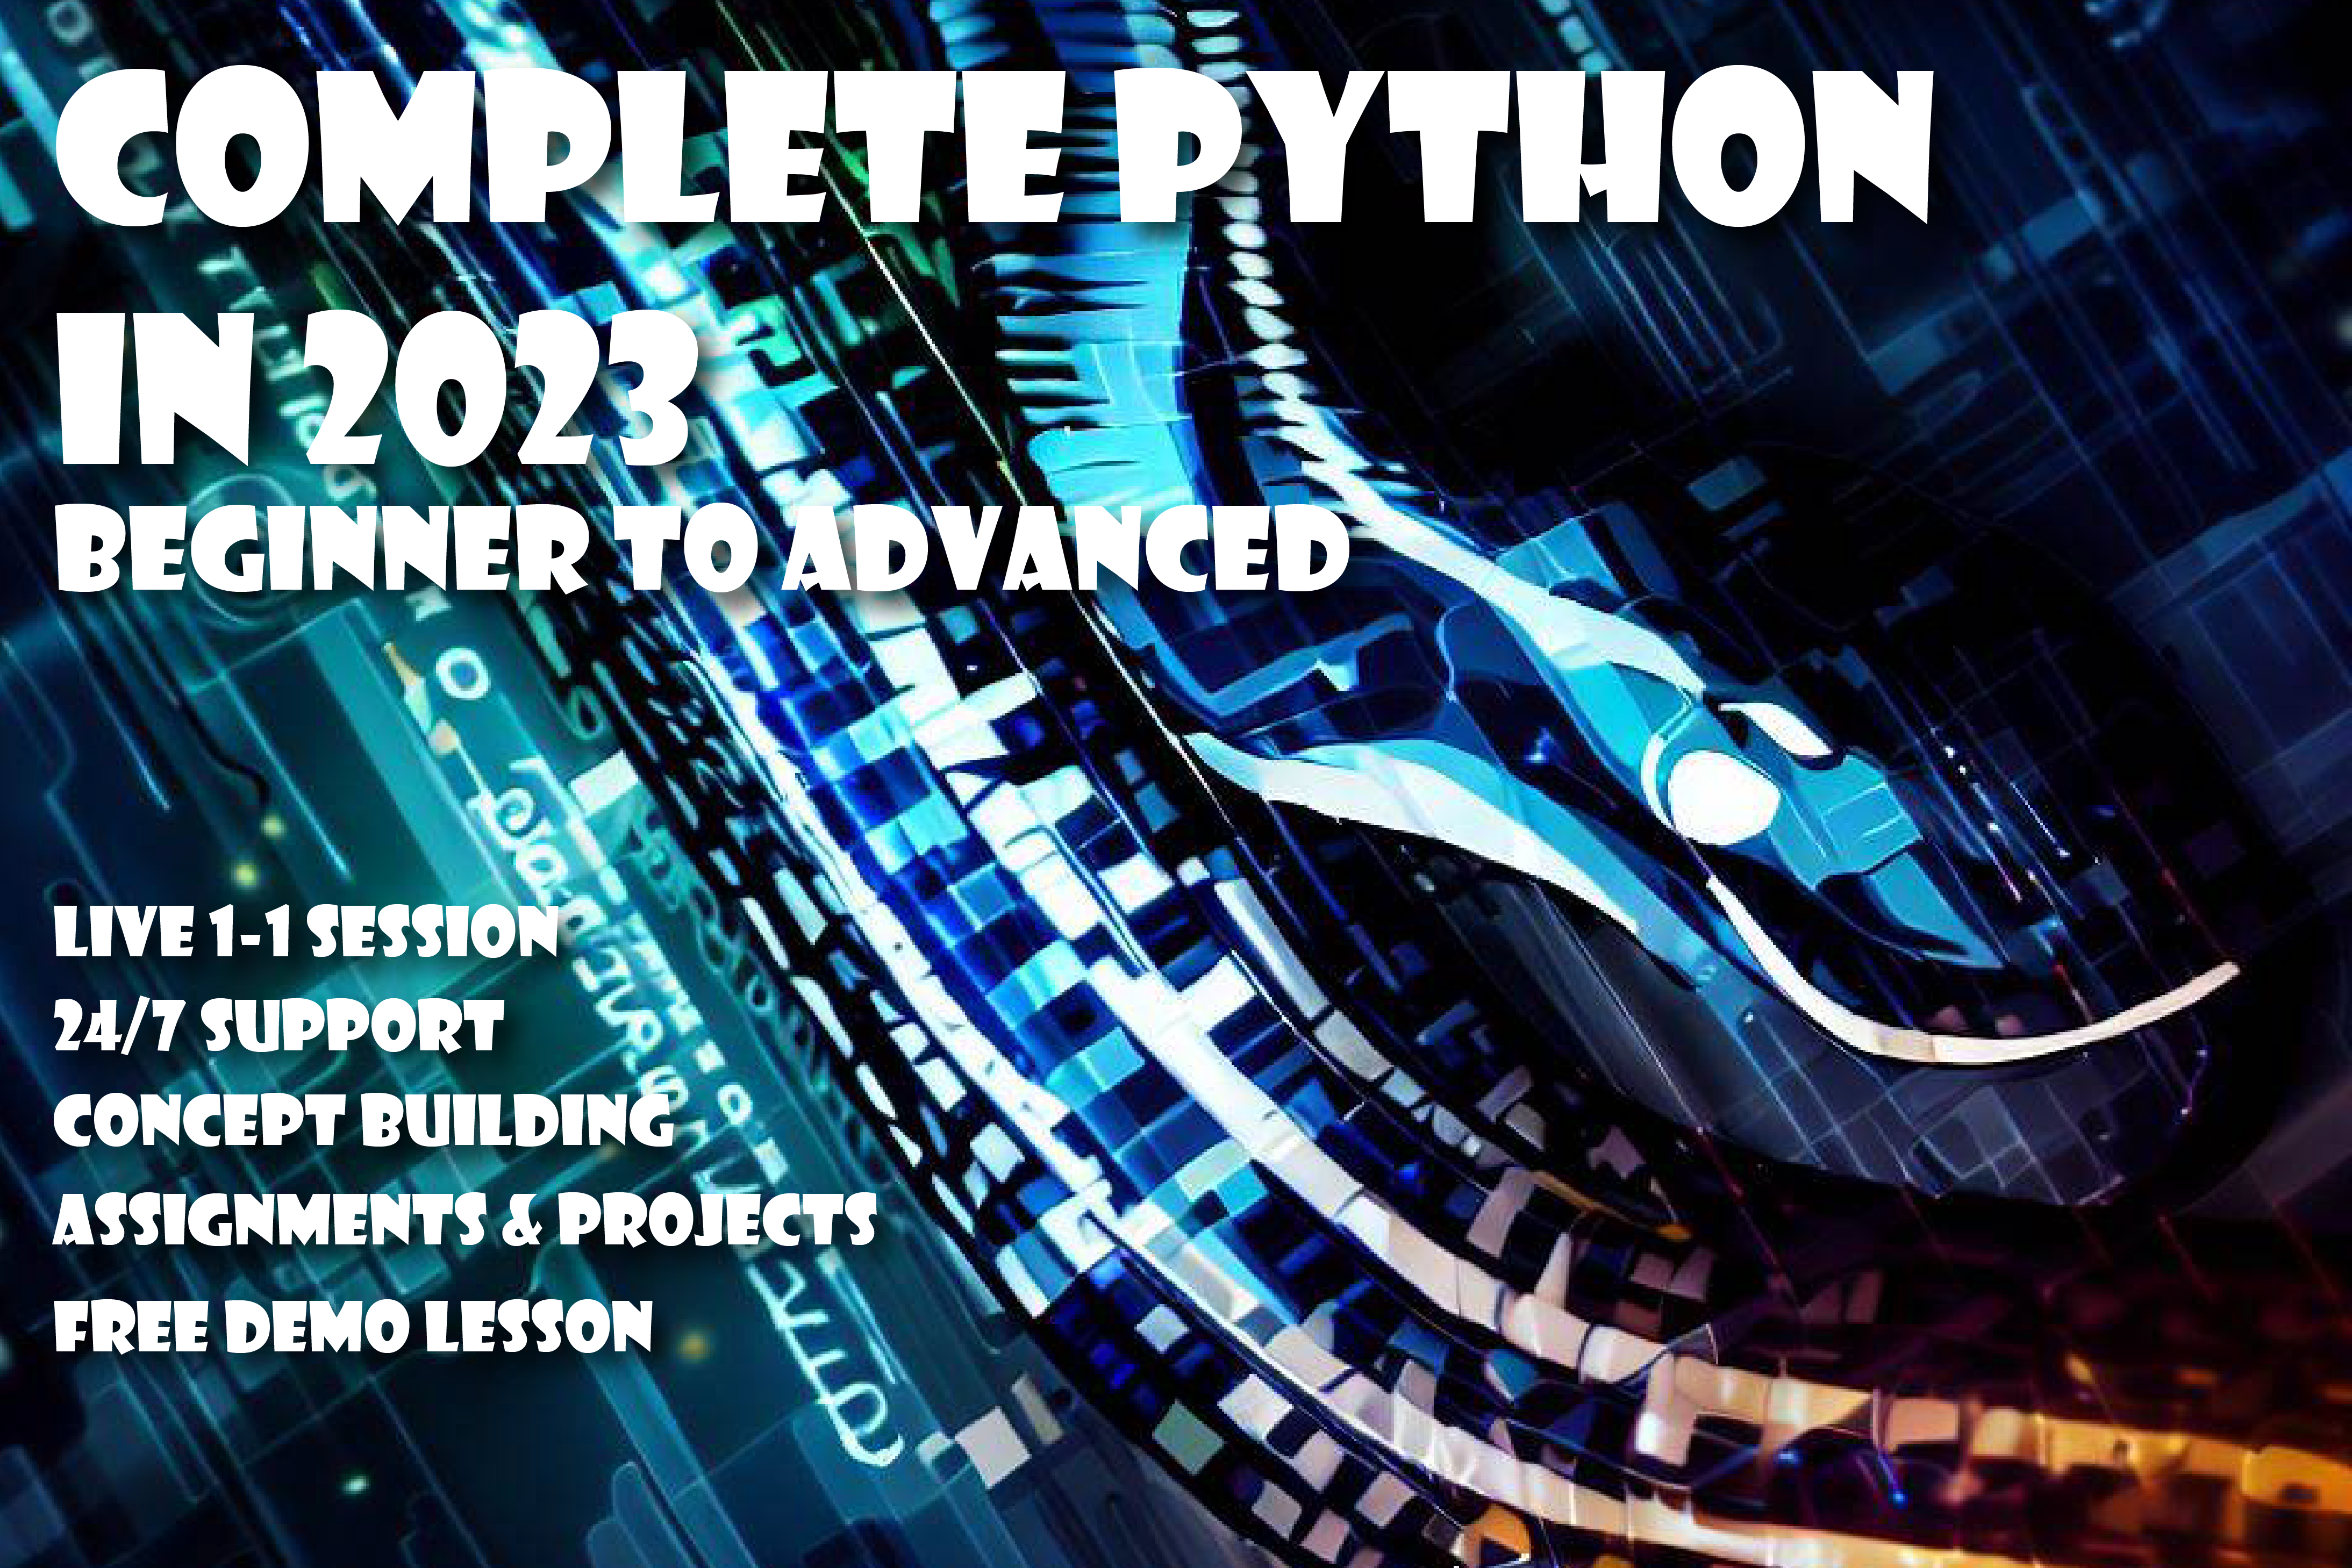 COMPLETE PYTHON
IN 2023
BEGINNER TO ADVANCED
LIVE 1-1 SESSION
24/7 SUPPORT
CONCEPT BUILDING
ASSIGNMENTS & PROJECTS
FREE DEMO LESSON